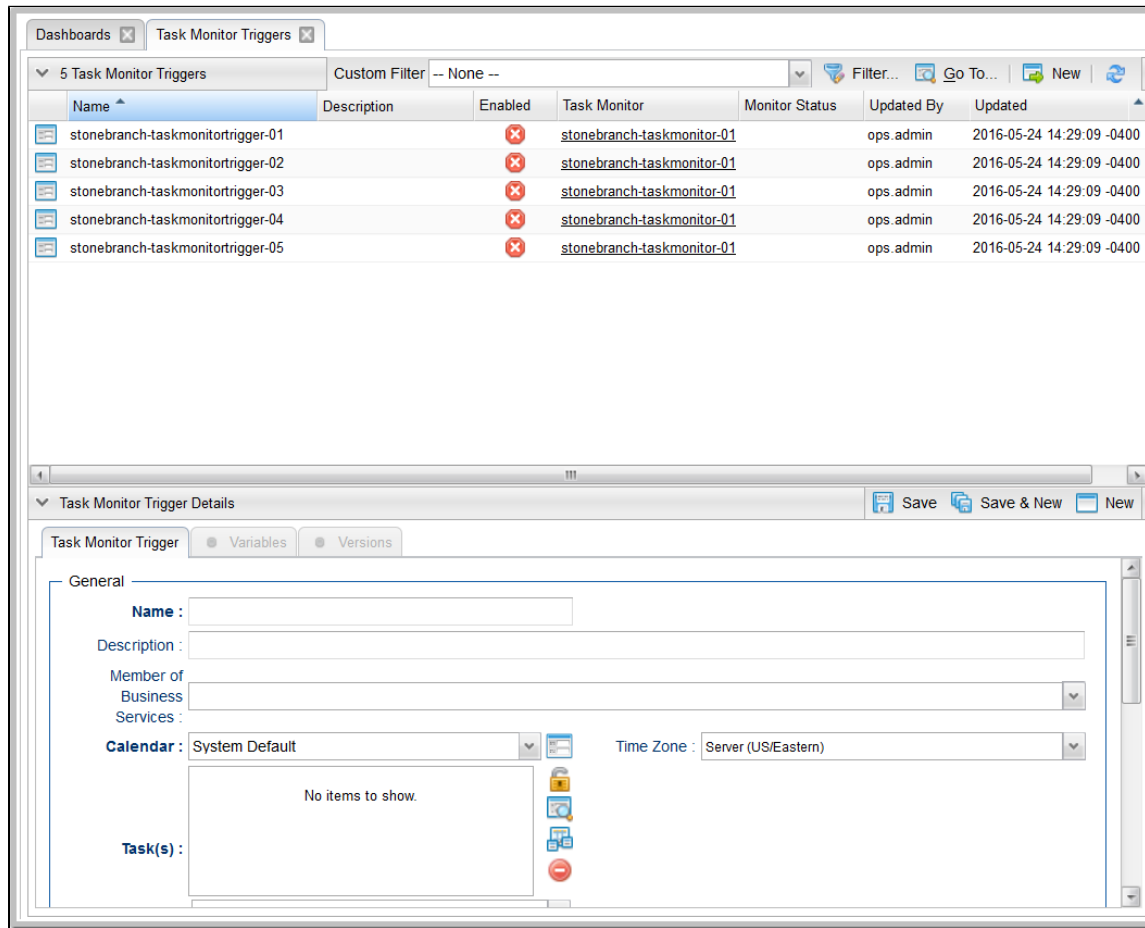 Dashboards Task Monitor Triggers
5 Task Monitor Triggers Custom Filter -- None -- Filter... Go To... New
Name Description Enabled Task Monitor Monitor Status Updated By Updated
stonebranch-taskmonitortrigger-01 stonebranch-taskmonitor-01 ops.admin 2016-05-24 14:29:09 -0400
stonebranch-taskmonitortrigger-02 stonebranch-taskmonitor-01 ops.admin 2016-05-24 14:29:09 -0400
stonebranch-taskmonitortrigger-03 stonebranch-taskmonitor-01 ops.admin 2016-05-24 14:29:09 -0400
stonebranch-taskmonitortrigger-04 stonebranch-taskmonitor-01 ops.admin 2016-05-24 14:29:09 -0400
stonebranch-taskmonitortrigger-05 stonebranch-taskmonitor-01 ops.admin 2016-05-24 14:29:09 -0400
Task Monitor Trigger Details Save Save & New New
Task Monitor Trigger Variables Versions
General
Name :
Description :
Member of
Business
Services :
Calendar : System Default Time Zone : Server (US/Eastern)
No items to show.
Task(s) :